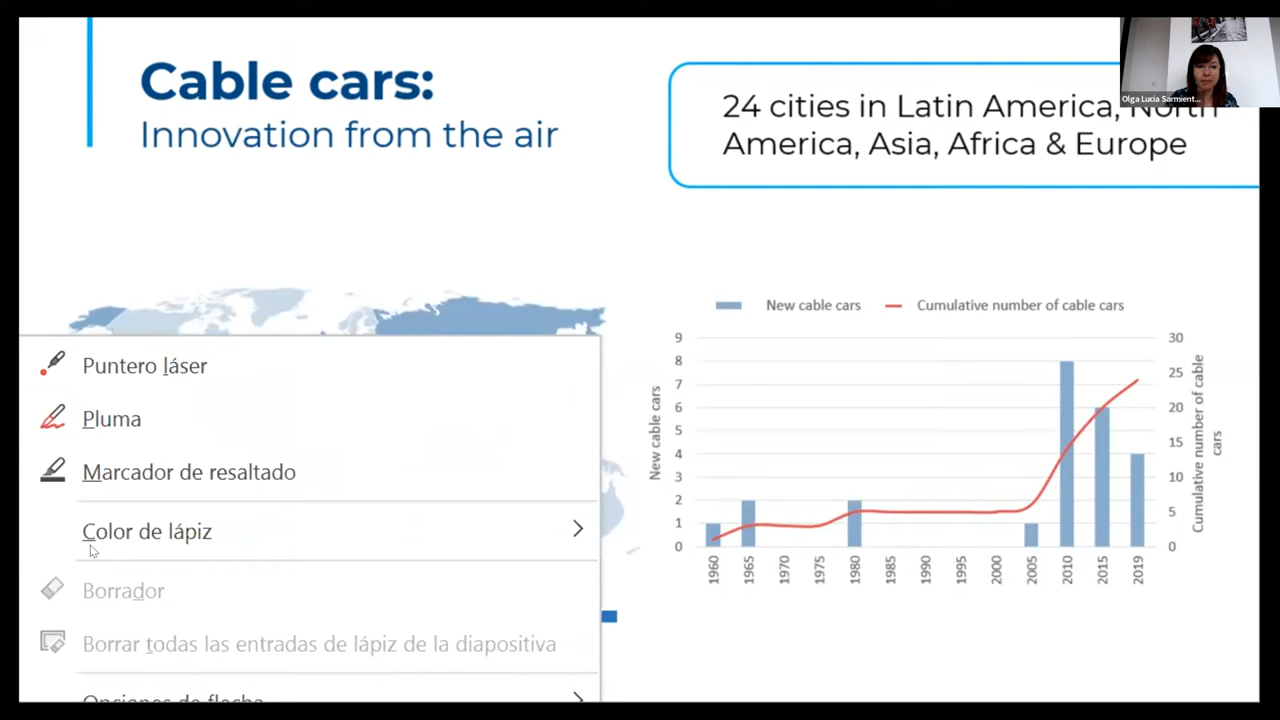 Cable cars:
Innovation from the air
24 cities in Latin America, North
America, Asia, Africa & Europe
Olga Lucia Sarmient...
Puntero láser
Pluma
Marcador de resaltado
Color de lápiz
Borrador
Borrar todas las entradas de lápiz de la diapositiva
Opciones de flecha
New cable cars
Cumulative number of cable cars
9
8
7
6
5
4
3
2
1
0
New cable cars
30
25
20
15
10
5
0
Cumulative number of cable
cars
1960
1965
1970
1975
1980
1985
1990
1995
2000
2005
2010
2015
2019